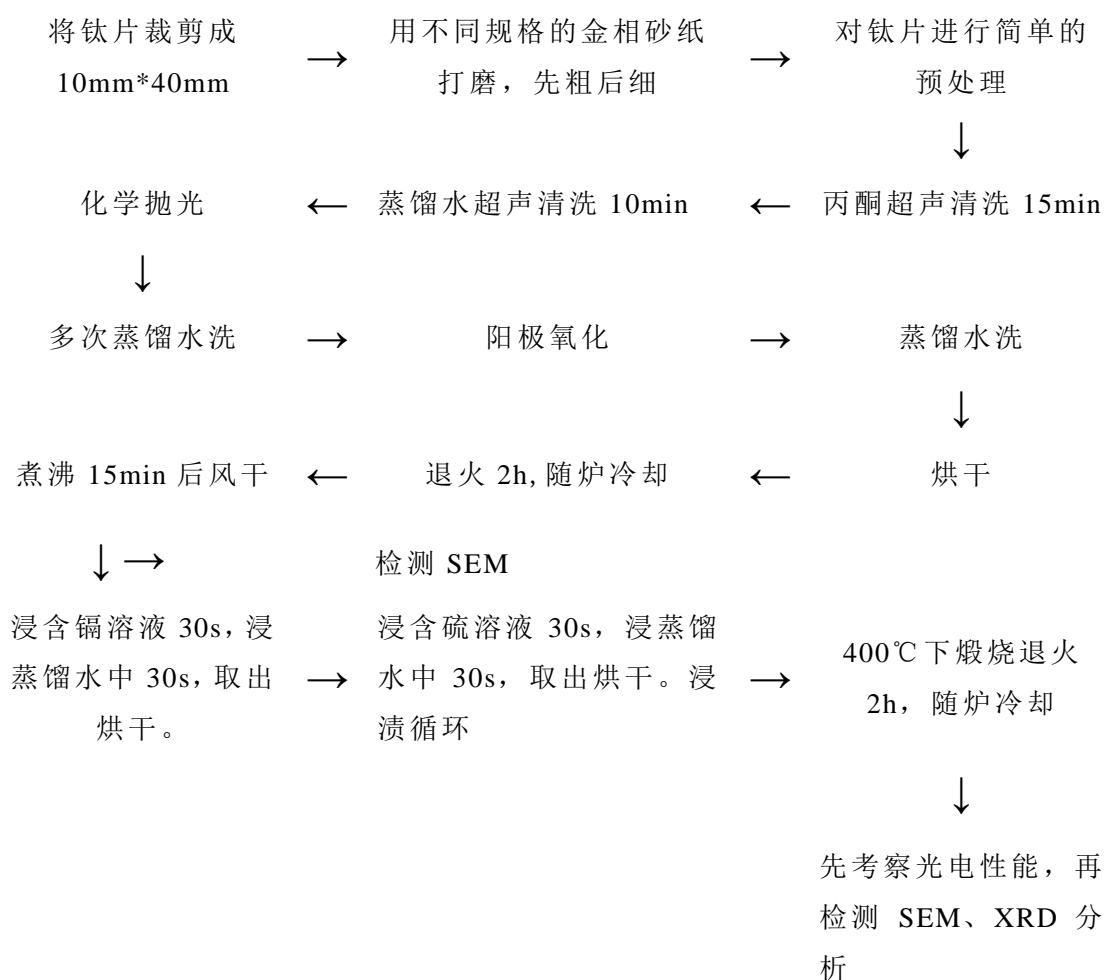 将钛片裁剪成 用不同规格的金相砂纸 对钛片进行简单的
10mm*40mm → 打磨，先粗后细 → 预处理
↓
化学抛光 ← 蒸馏水超声清洗 10min ← 丙酮超声清洗 15min
↓
多次蒸馏水洗 → 阳极氧化 → 蒸馏水洗
↓
煮沸 15min 后风干 ← 退火 2h,随炉冷却 ← 烘干
↓ → 检测 SEM
浸含镉溶液 30s，浸
蒸馏水中 30s，取出
烘干。
→
浸含硫溶液 30s，浸蒸馏
水中 30s，取出烘干。浸
渍循环
→
400℃下煅烧退火
2h，随炉冷却
↓
先考察光电性能，再
检测 SEM、XRD 分
析